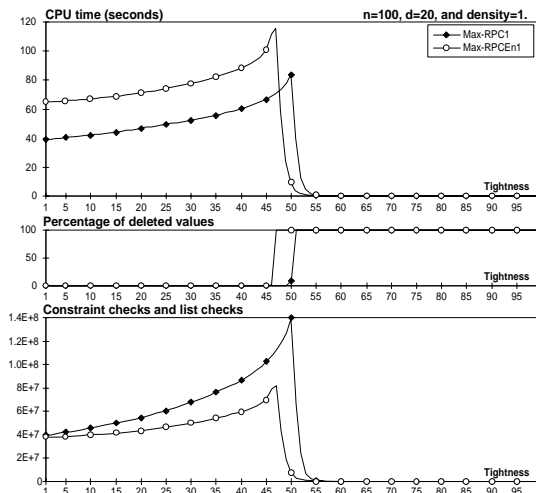 CPU time (seconds) n=100, d=20, and density=1.
120
Max-RPC1
Max-RPCEn1
100
80
60
40
20
0
Tightness
1 5 10 15 20 25 30 35 40 45 50 55 60 65 70 75 80 85 90 95
Percentage of deleted values
100
50
0
Tightness
1 5 10 15 20 25 30 35 40 45 50 55 60 65 70 75 80 85 90 95
Constraint checks and list checks
1.4E+8
1.2E+8
1.0E+8
8.0E+7
6E+7
4E+7
2E+7
0
Tightness
1 5 10 15 20 25 30 35 40 45 50 55 60 65 70 75 80 85 90 95